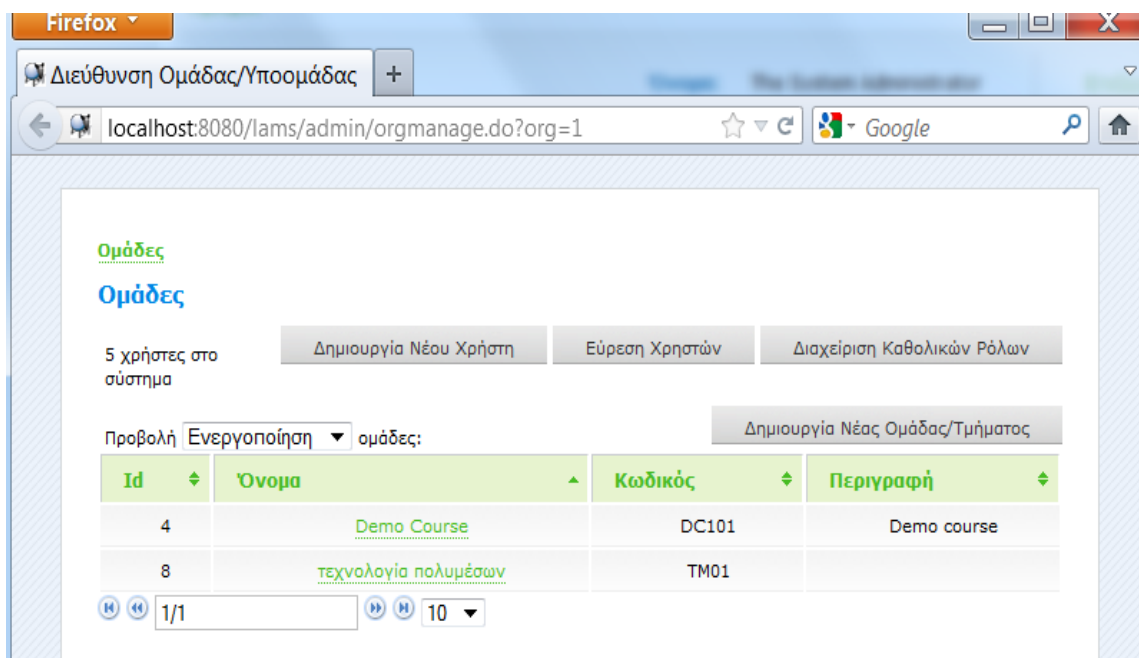 Firefox
Διεύθυνση Ομάδας/Υποομάδας +
localhost:8080/lams/admin/orgmanage.do?org=1 Google
Ομάδες
Ομάδες
5 χρήστες στο σύστημα
Δημιουργία Νέου Χρήστη Εύρεση Χρηστών Διαχείριση Καθολικών Ρόλων
Προβολή Ενεργοποίηση ομάδες: Δημιουργία Νέας Ομάδας/Τμήματος
Id Όνομα Κωδικός Περιγραφή
4 Demo Course DC101 Demo course
8 τεχνολογία πολυμέσων TM01
1/1 10